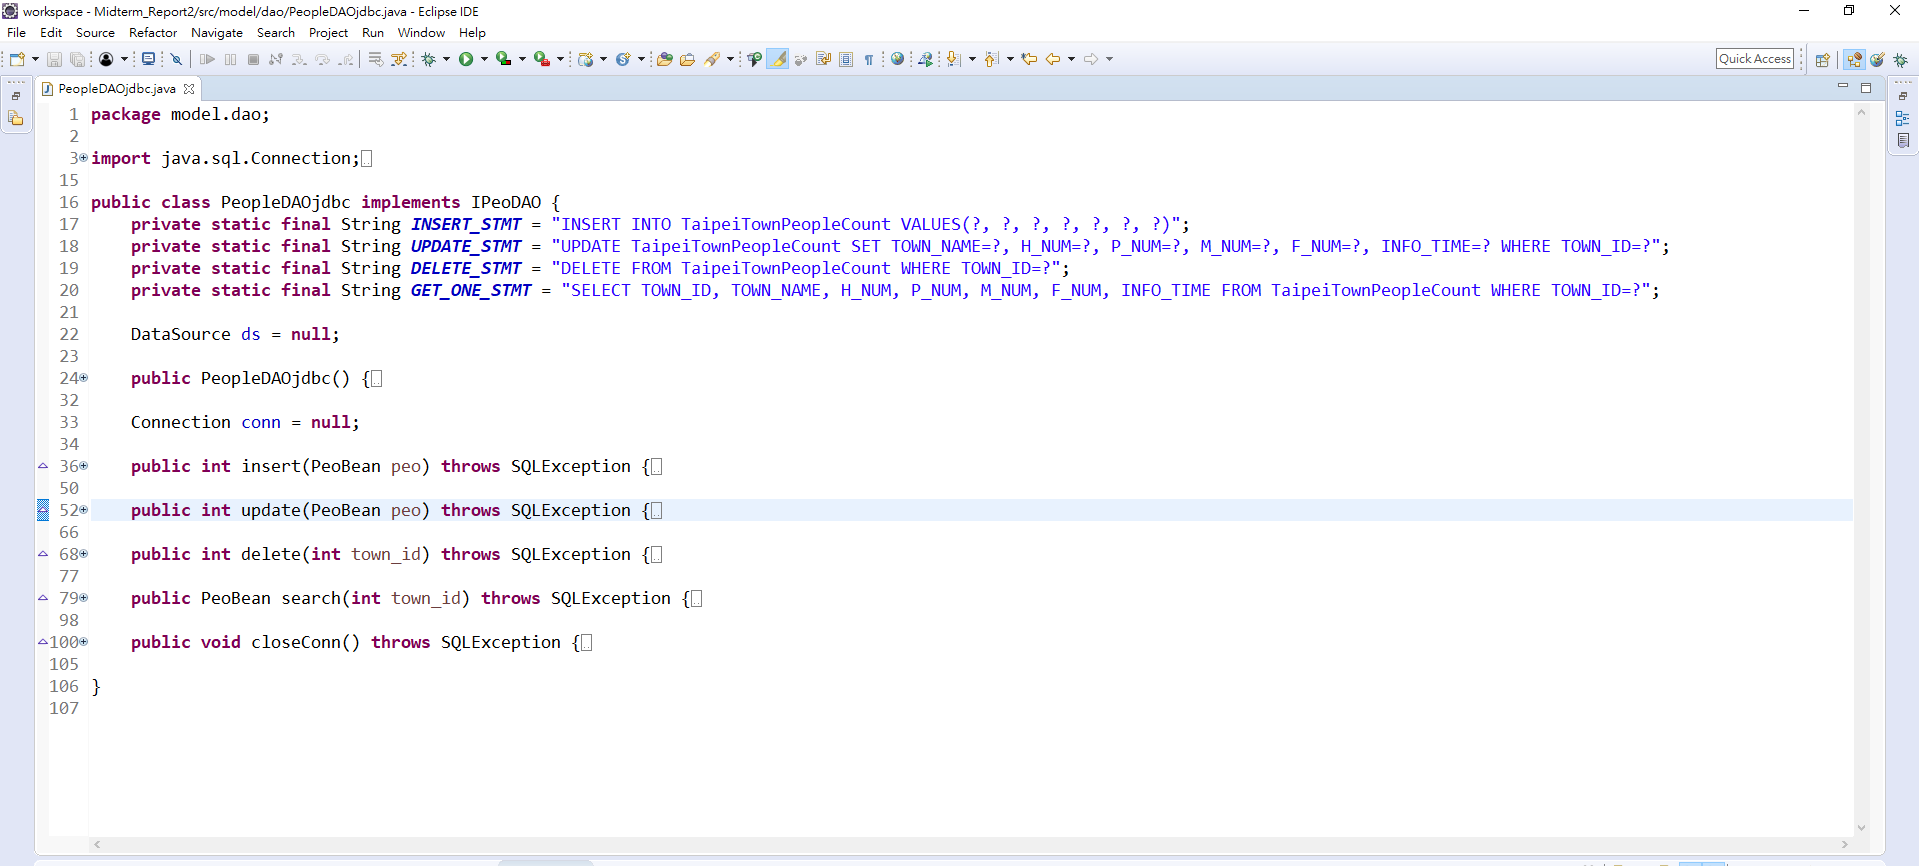 workspace - Midterm_Report2/src/model/dao/PeopleDAOjdbc.java - Eclipse IDE
File Edit Source Refactor Navigate Search Project Run Window Help
Quick Access
PeopleDAOjdbc.java
1 package model.dao;
2
3 import java.sql.Connection;
15
16 public class PeopleDAOjdbc implements IPeoDAO {
17 private static final String INSERT_STMT = "INSERT INTO TaipeiTownPeopleCount VALUES(?, ?, ?, ?, ?, ?, ?)";
18 private static final String UPDATE_STMT = "UPDATE TaipeiTownPeopleCount SET TOWN_NAME=?, H_NUM=?, P_NUM=?, M_NUM=?, F_NUM=?, INFO_TIME=? WHERE TOWN_ID=?";
19 private static final String DELETE_STMT = "DELETE FROM TaipeiTownPeopleCount WHERE TOWN_ID=?";
20 private static final String GET_ONE_STMT = "SELECT TOWN_ID, TOWN_NAME, H_NUM, P_NUM, M_NUM, F_NUM, INFO_TIME FROM TaipeiTownPeopleCount WHERE TOWN_ID=?";
21
22 DataSource ds = null;
23
24 public PeopleDAOjdbc() {
32
33 Connection conn = null;
34
36 public int insert(PeoBean peo) throws SQLException {
50
52 public int update(PeoBean peo) throws SQLException {
66
68 public int delete(int town_id) throws SQLException {
77
79 public PeoBean search(int town_id) throws SQLException {
98
100 public void closeConn() throws SQLException {
105
106 }
107